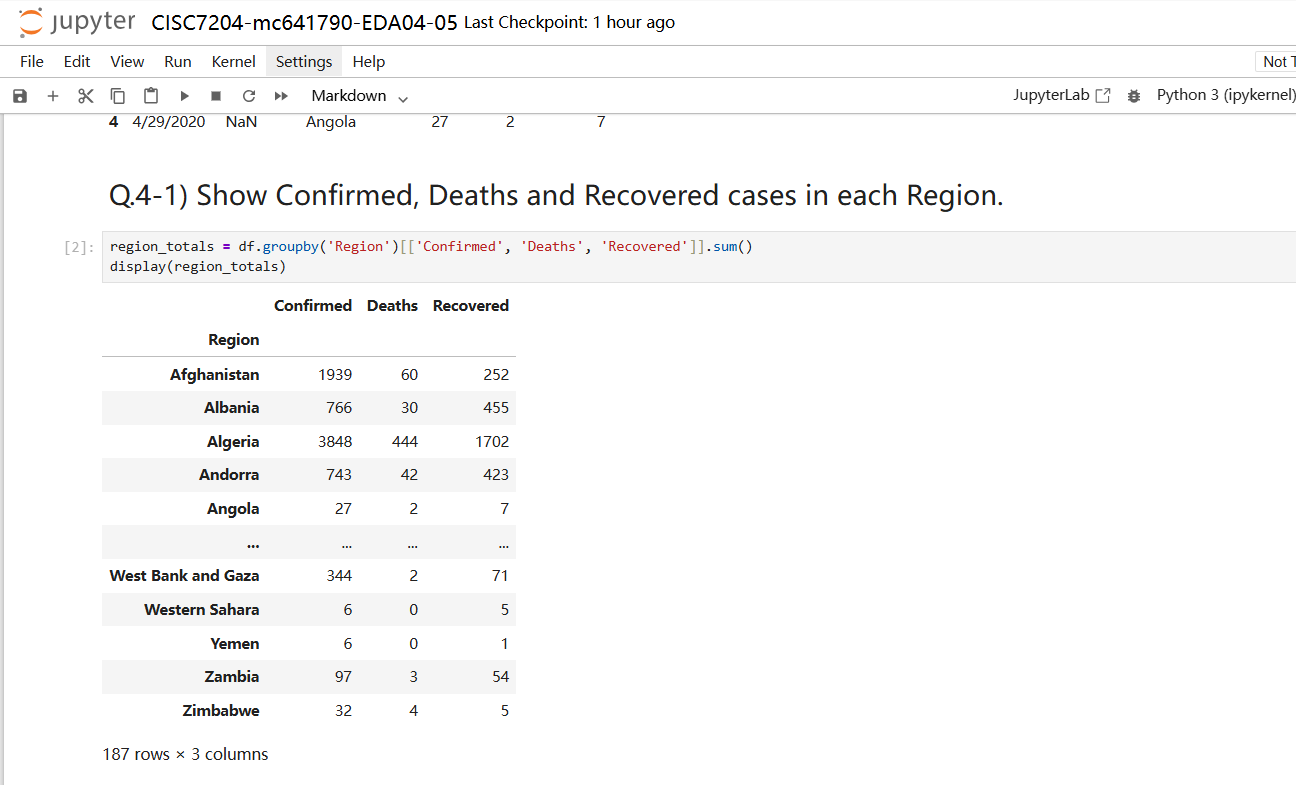 jupyter CISC7204-mc641790-EDA04-05 Last Checkpoint: 1 hour ago
File Edit View Run Kernel Settings Help Not T
Markdown JupyterLab Python 3 (ipykernel)
4 4/29/2020 NaN Angola 27 2 7
Q.4-1) Show Confirmed, Deaths and Recovered cases in each Region.
[2]: region_totals = df.groupby('Region')[['Confirmed', 'Deaths', 'Recovered']].sum()
display(region_totals)
Confirmed Deaths Recovered
Region
Afghanistan 1939 60 252
Albania 766 30 455
Algeria 3848 444 1702
Andorra 743 42 423
Angola 27 2 7
... ... ... ...
West Bank and Gaza 344 2 71
Western Sahara 6 0 5
Yemen 6 0 1
Zambia 97 3 54
Zimbabwe 32 4 5
187 rows × 3 columns